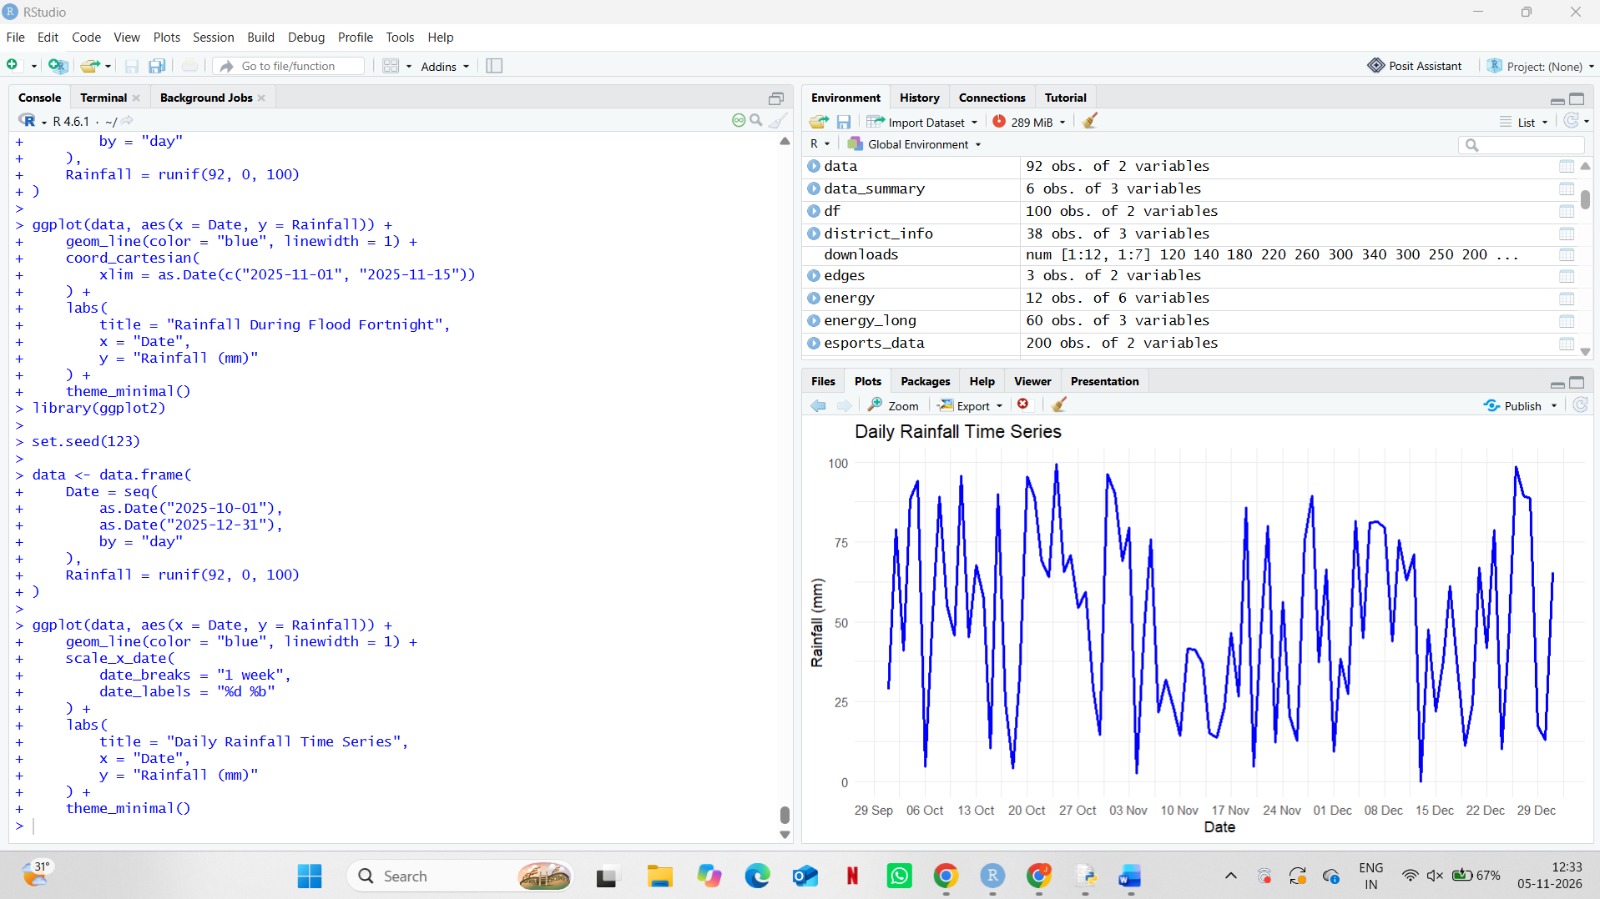 RStudio
File Edit Code View Plots Session Build Debug Profile Tools Help
Go to file/function Addins Posit Assistant Project: (None)
Console Terminal Background Jobs
R 4.6.1 · ~/
+         by = "day"
+     ),
+     Rainfall = runif(92, 0, 100)
+ )
>
> ggplot(data, aes(x = Date, y = Rainfall)) +
+     geom_line(color = "blue", linewidth = 1) +
+     coord_cartesian(
+         xlim = as.Date(c("2025-11-01", "2025-11-15"))
+     ) +
+     labs(
+         title = "Rainfall During Flood Fortnight",
+         x = "Date",
+         y = "Rainfall (mm)"
+     ) +
+     theme_minimal()
> library(ggplot2)
>
> set.seed(123)
>
> data <- data.frame(
+     Date = seq(
+         as.Date("2025-10-01"),
+         as.Date("2025-12-31"),
+         by = "day"
+     ),
+     Rainfall = runif(92, 0, 100)
+ )
>
> ggplot(data, aes(x = Date, y = Rainfall)) +
+     geom_line(color = "blue", linewidth = 1) +
+     scale_x_date(
+         date_breaks = "1 week",
+         date_labels = "%d %b"
+     ) +
+     labs(
+         title = "Daily Rainfall Time Series",
+         x = "Date",
+         y = "Rainfall (mm)"
+     ) +
+     theme_minimal()
>
Environment History Connections Tutorial
Import Dataset 289 MiB List
R Global Environment
data 92 obs. of 2 variables
data_summary 6 obs. of 3 variables
df 100 obs. of 2 variables
district_info 38 obs. of 3 variables
downloads num [1:12, 1:7] 120 140 180 220 260 300 340 300 250 200 ...
edges 3 obs. of 2 variables
energy 12 obs. of 6 variables
energy_long 60 obs. of 3 variables
esports_data 200 obs. of 2 variables
Files Plots Packages Help Viewer Presentation
Zoom Export Publish
Daily Rainfall Time Series
100
75
50
25
0
Rainfall (mm)
29 Sep 06 Oct 13 Oct 20 Oct 27 Oct 03 Nov 10 Nov 17 Nov 24 Nov 01 Dec 08 Dec 15 Dec 22 Dec 29 Dec
Date
31°
Search
ENG
IN
67%
12:33
05-11-2026